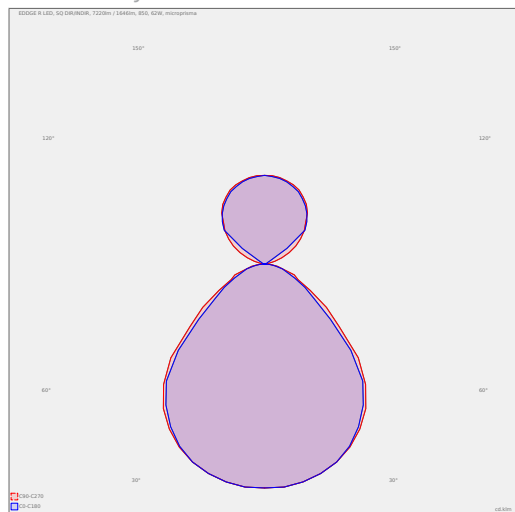 EDDGE R LED, SQ DIR/INDIR, 7220lm / 1646lm, 850, 62W, microprisma
150° 150°
120° 120°
60° 60°
30° 30°
C90-C270
C0-C180 cd/klm